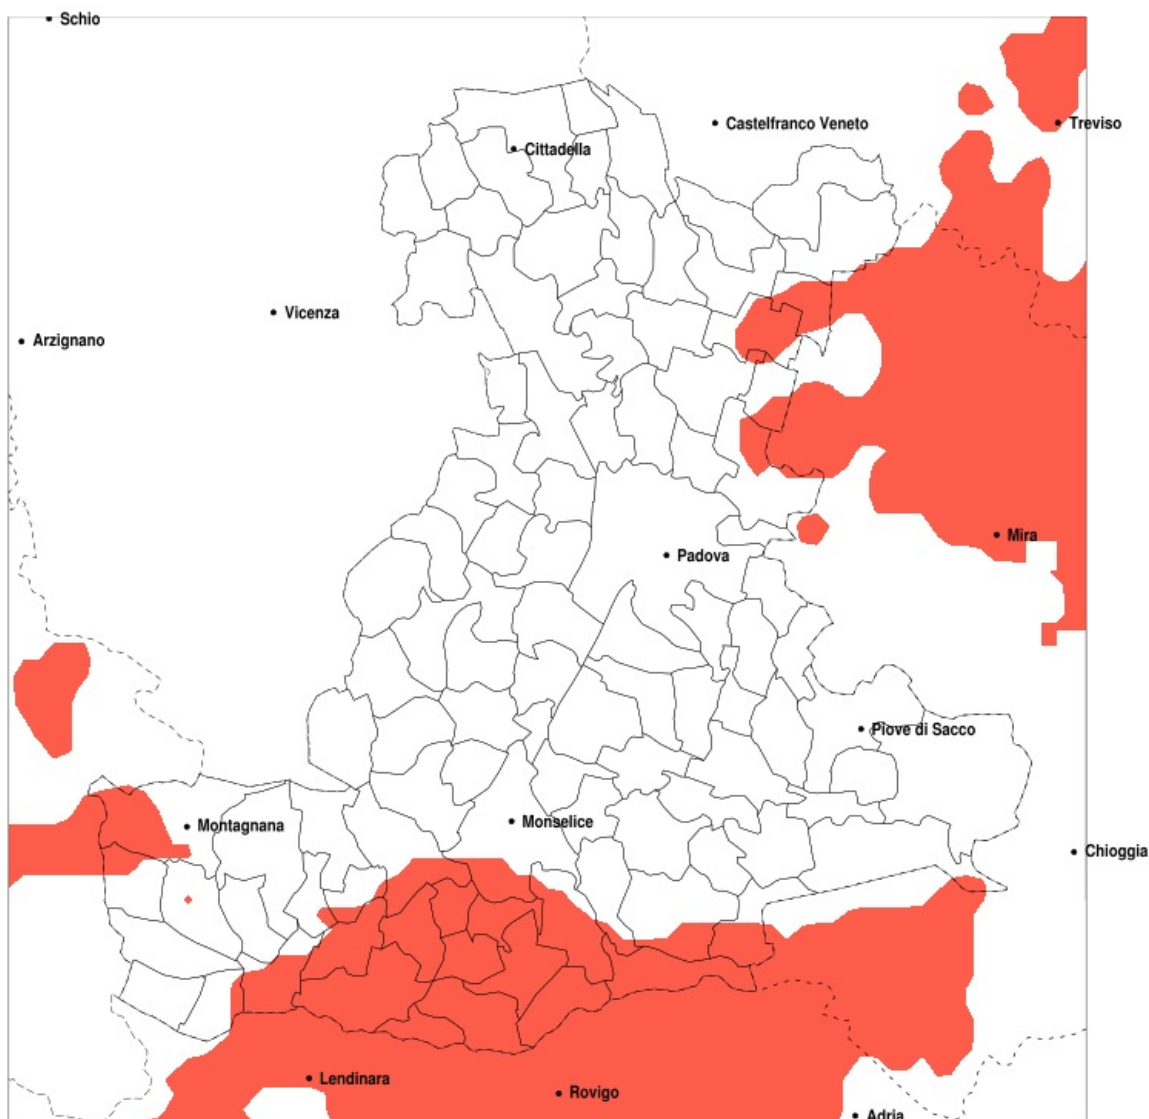 Schio
Castelfranco Veneto
Treviso
Cittadella
Vicenza
Arzignano
Mira
Padova
Piove di Sacco
Montagnana
Monselice
Chioggia
Lendinara
Rovigo
Adria